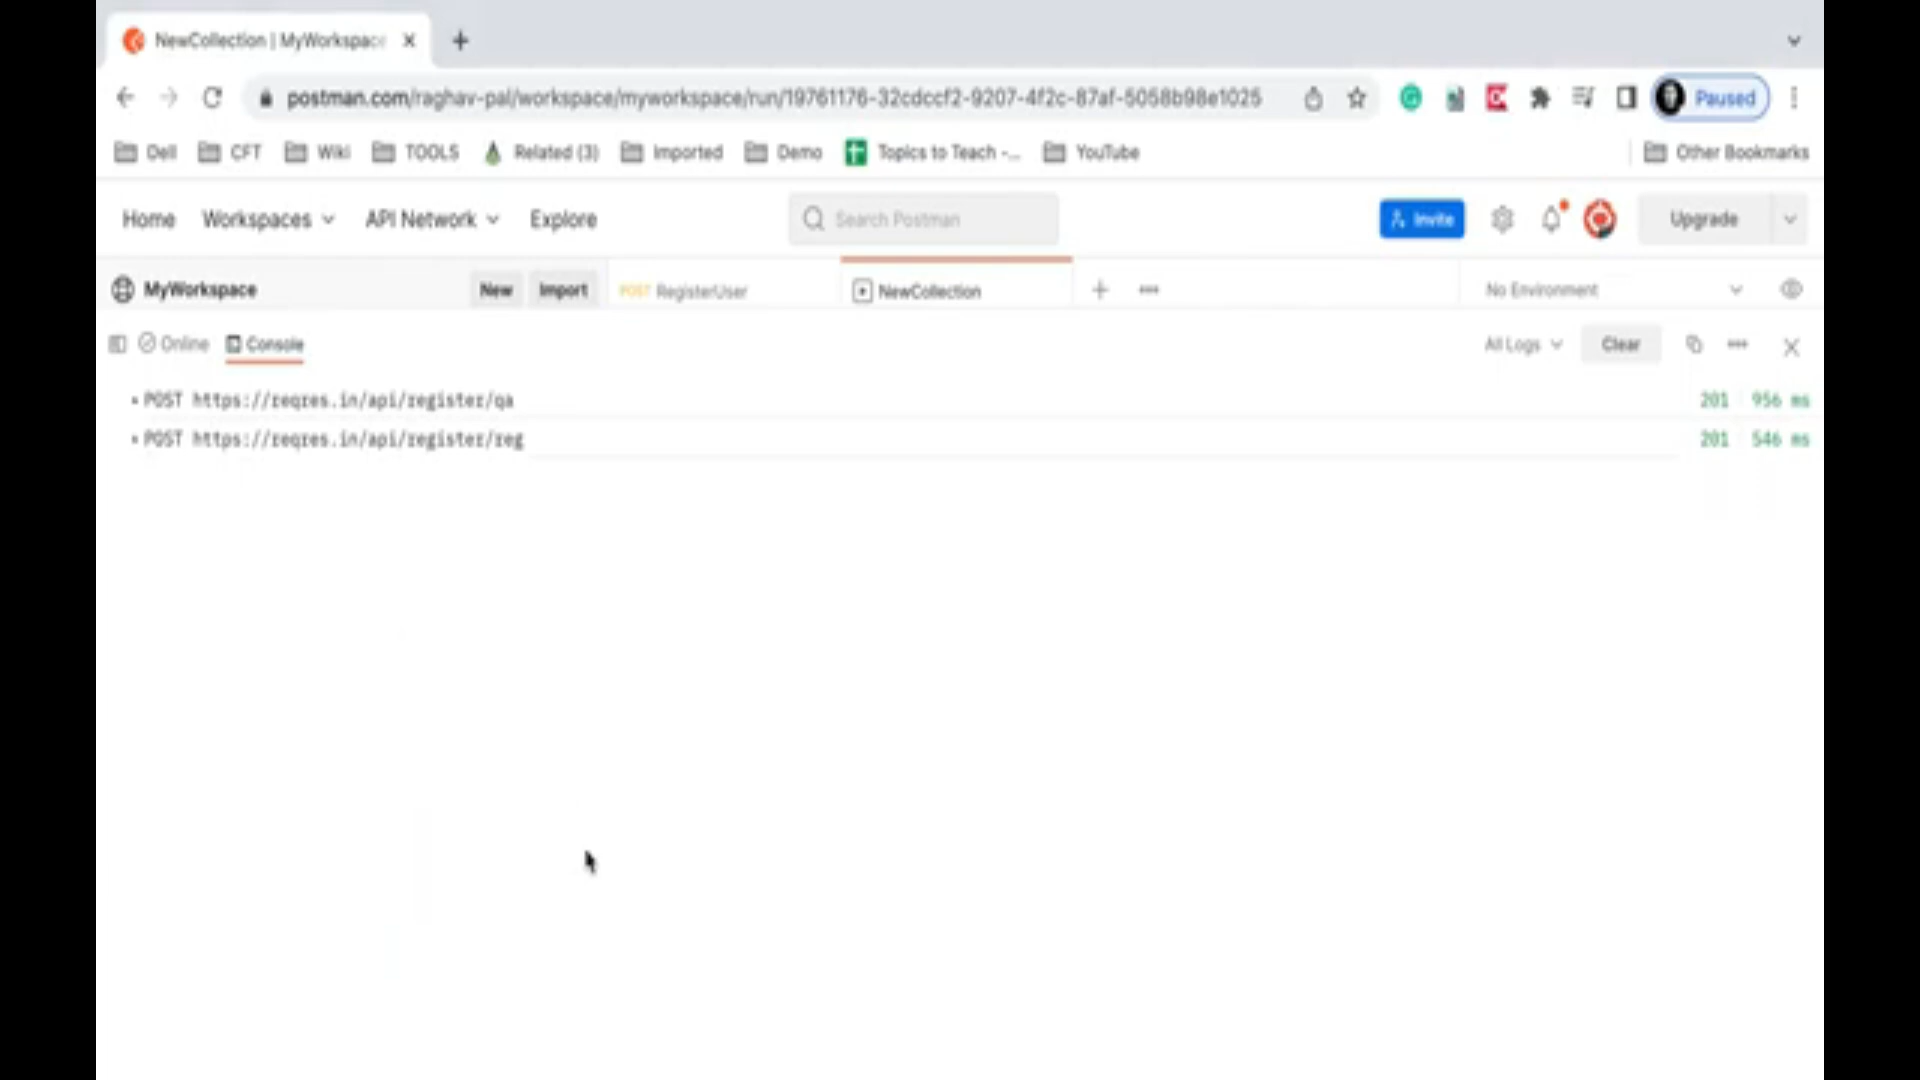 NewCollection | MyWorkspace
postman.com/raghav-pal/workspace/myworkspace/run/19761176-32cdccf2-9207-4f2c-87af-5058b98e1025 Paused
Dell CFT Wiki TOOLS Related (3) Imported Demo Topics to Teach -... YouTube Other Bookmarks
Home Workspaces API Network Explore Search Postman Invite Upgrade
MyWorkspace New Import POST RegisterUser NewCollection No Environment
Online Console All Logs Clear
POST https://reqres.in/api/register/qa 201 956 ms
POST https://reqres.in/api/register/reg 201 546 ms